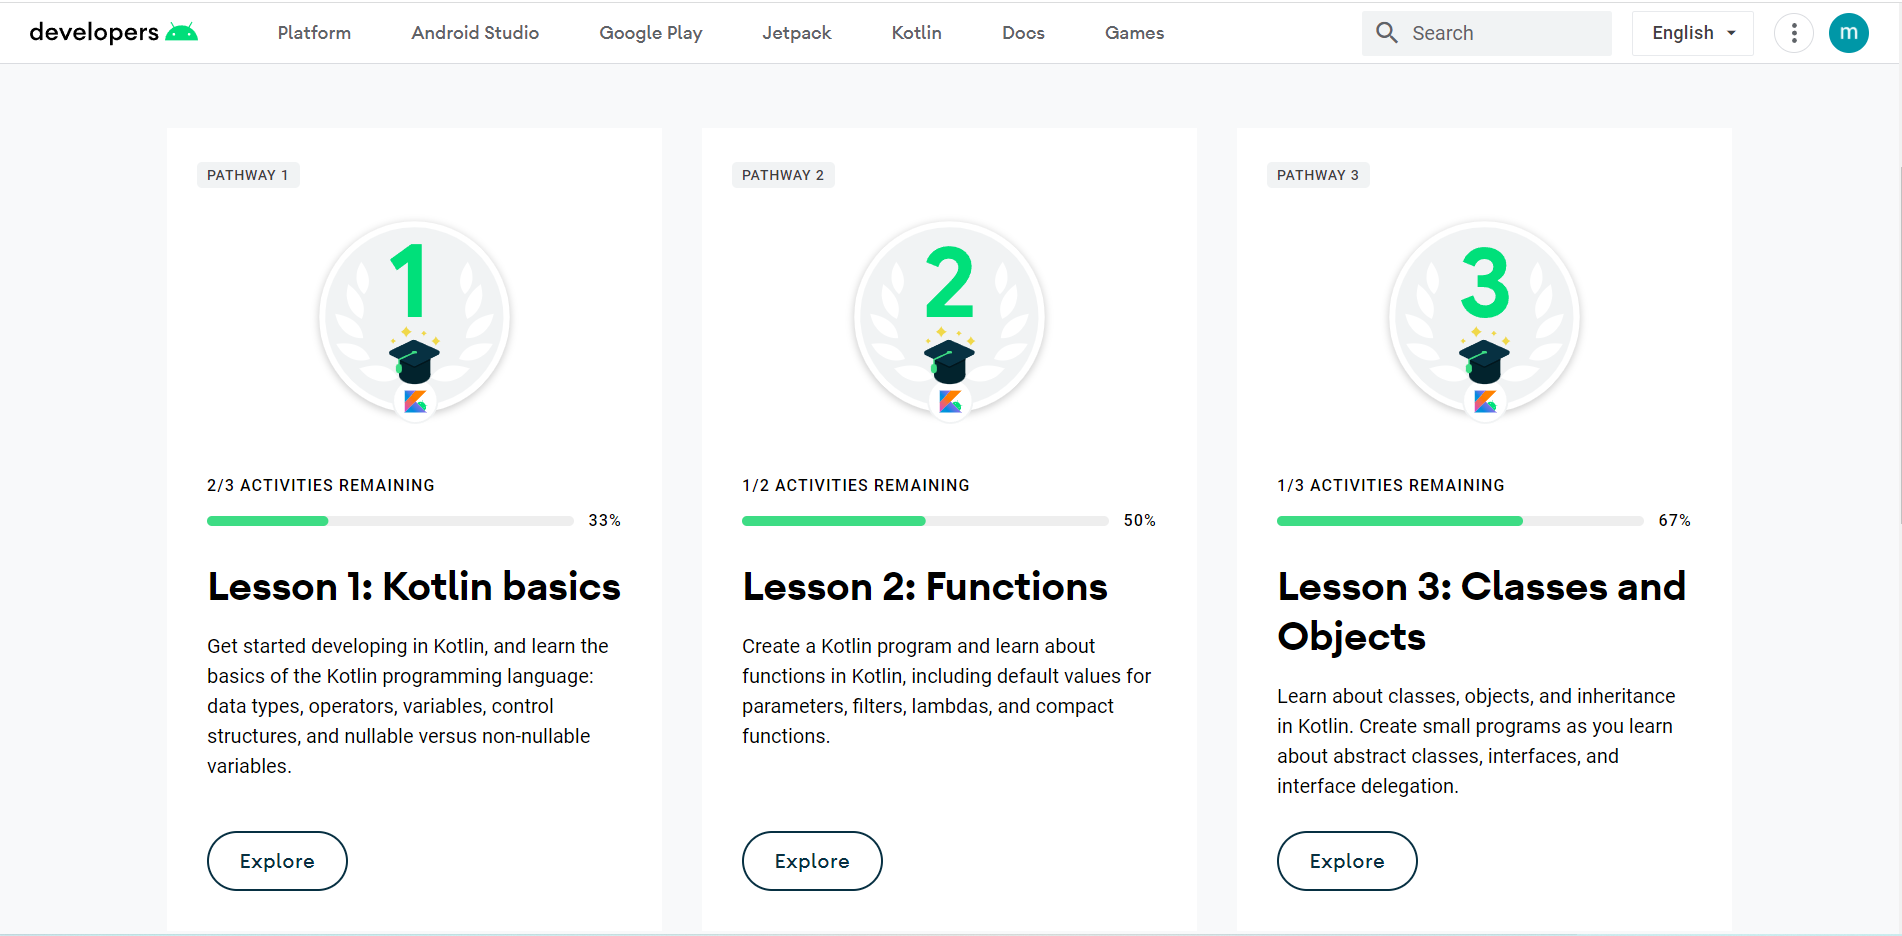 developers Platform Android Studio Google Play Jetpack Kotlin Docs Games Search English m
PATHWAY 1
1
2/3 ACTIVITIES REMAINING
33%
Lesson 1: Kotlin basics
Get started developing in Kotlin, and learn the
basics of the Kotlin programming language:
data types, operators, variables, control
structures, and nullable versus non-nullable
variables.
Explore
PATHWAY 2
2
1/2 ACTIVITIES REMAINING
50%
Lesson 2: Functions
Create a Kotlin program and learn about
functions in Kotlin, including default values for
parameters, filters, lambdas, and compact
functions.
Explore
PATHWAY 3
3
1/3 ACTIVITIES REMAINING
67%
Lesson 3: Classes and
Objects
Learn about classes, objects, and inheritance
in Kotlin. Create small programs as you learn
about abstract classes, interfaces, and
interface delegation.
Explore